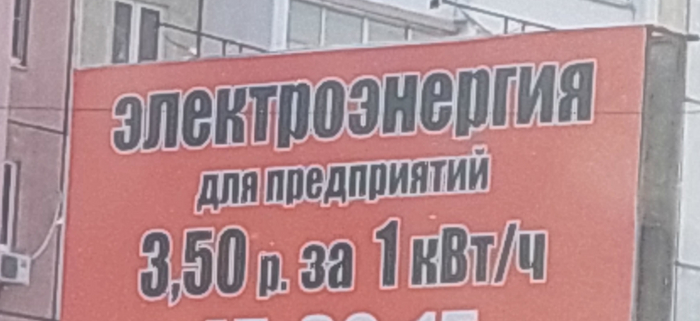 электроэнергия
для предприятий
3,50 р. за 1 кВт/ч